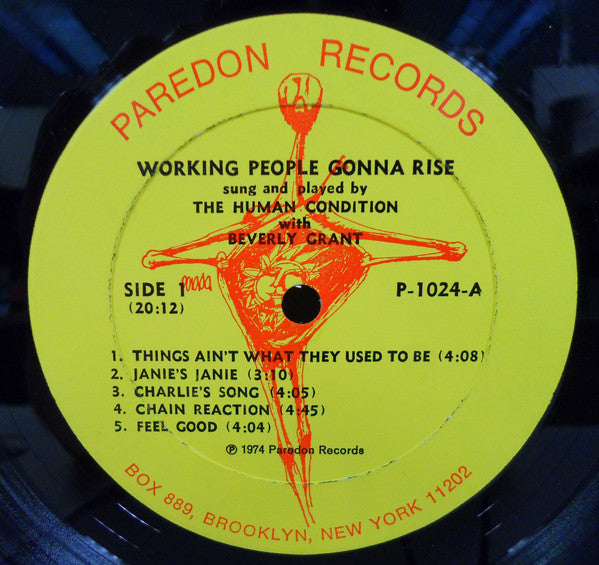 PAREDON RECORDS
WORKING PEOPLE GONNA RISE
sung and played by
THE HUMAN CONDITION
with
BEVERLY GRANT
SIDE 1
P-1024-A
(20:12)
1. THINGS AIN'T WHAT THEY USED TO BE (4:08)
2. JANIE'S JANIE (3:10)
3. CHARLIE'S SONG (4:05)
4. CHAIN REACTION (4:45)
5. FEEL GOOD (4:04)
℗ 1974 Paredon Records
BOX 889, BROOKLYN, NEW YORK 11202